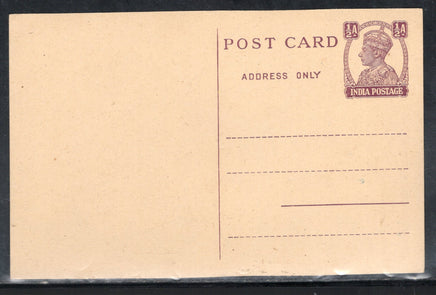 POST CARD
ADDRESS ONLY
½A ½A
INDIA POSTAGE